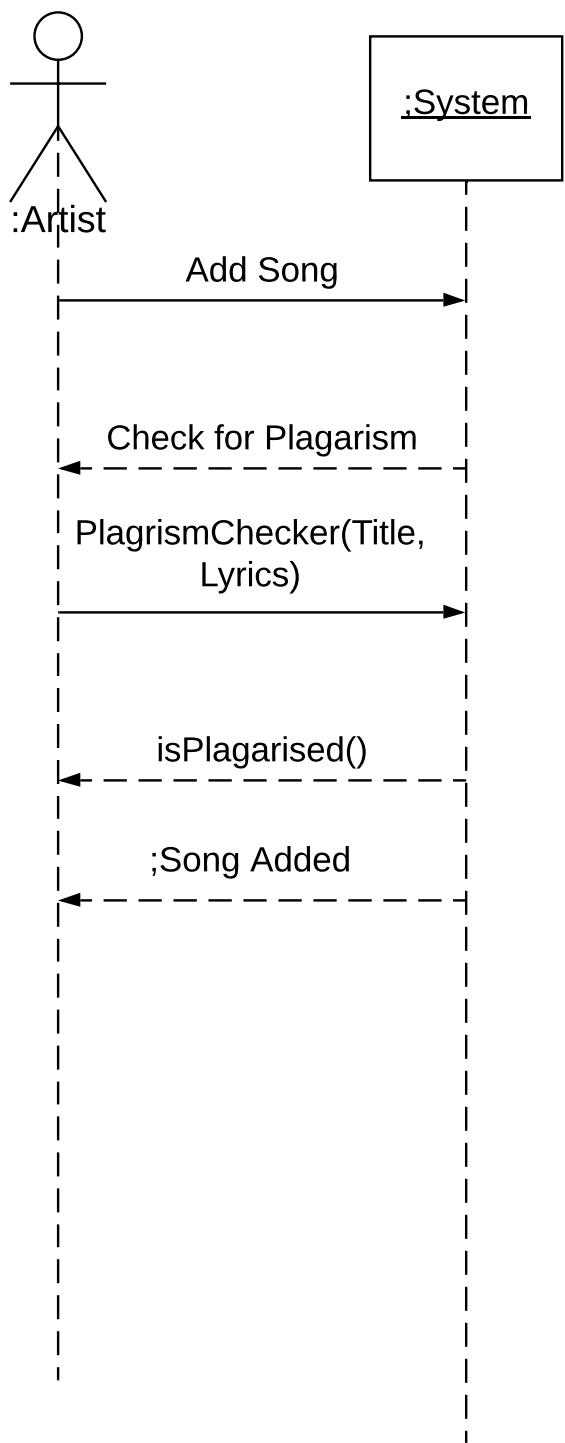 ;System
:Artist
Add Song
Check for Plagarism
PlagrismChecker(Title,
Lyrics)
isPlagarised()
;Song Added